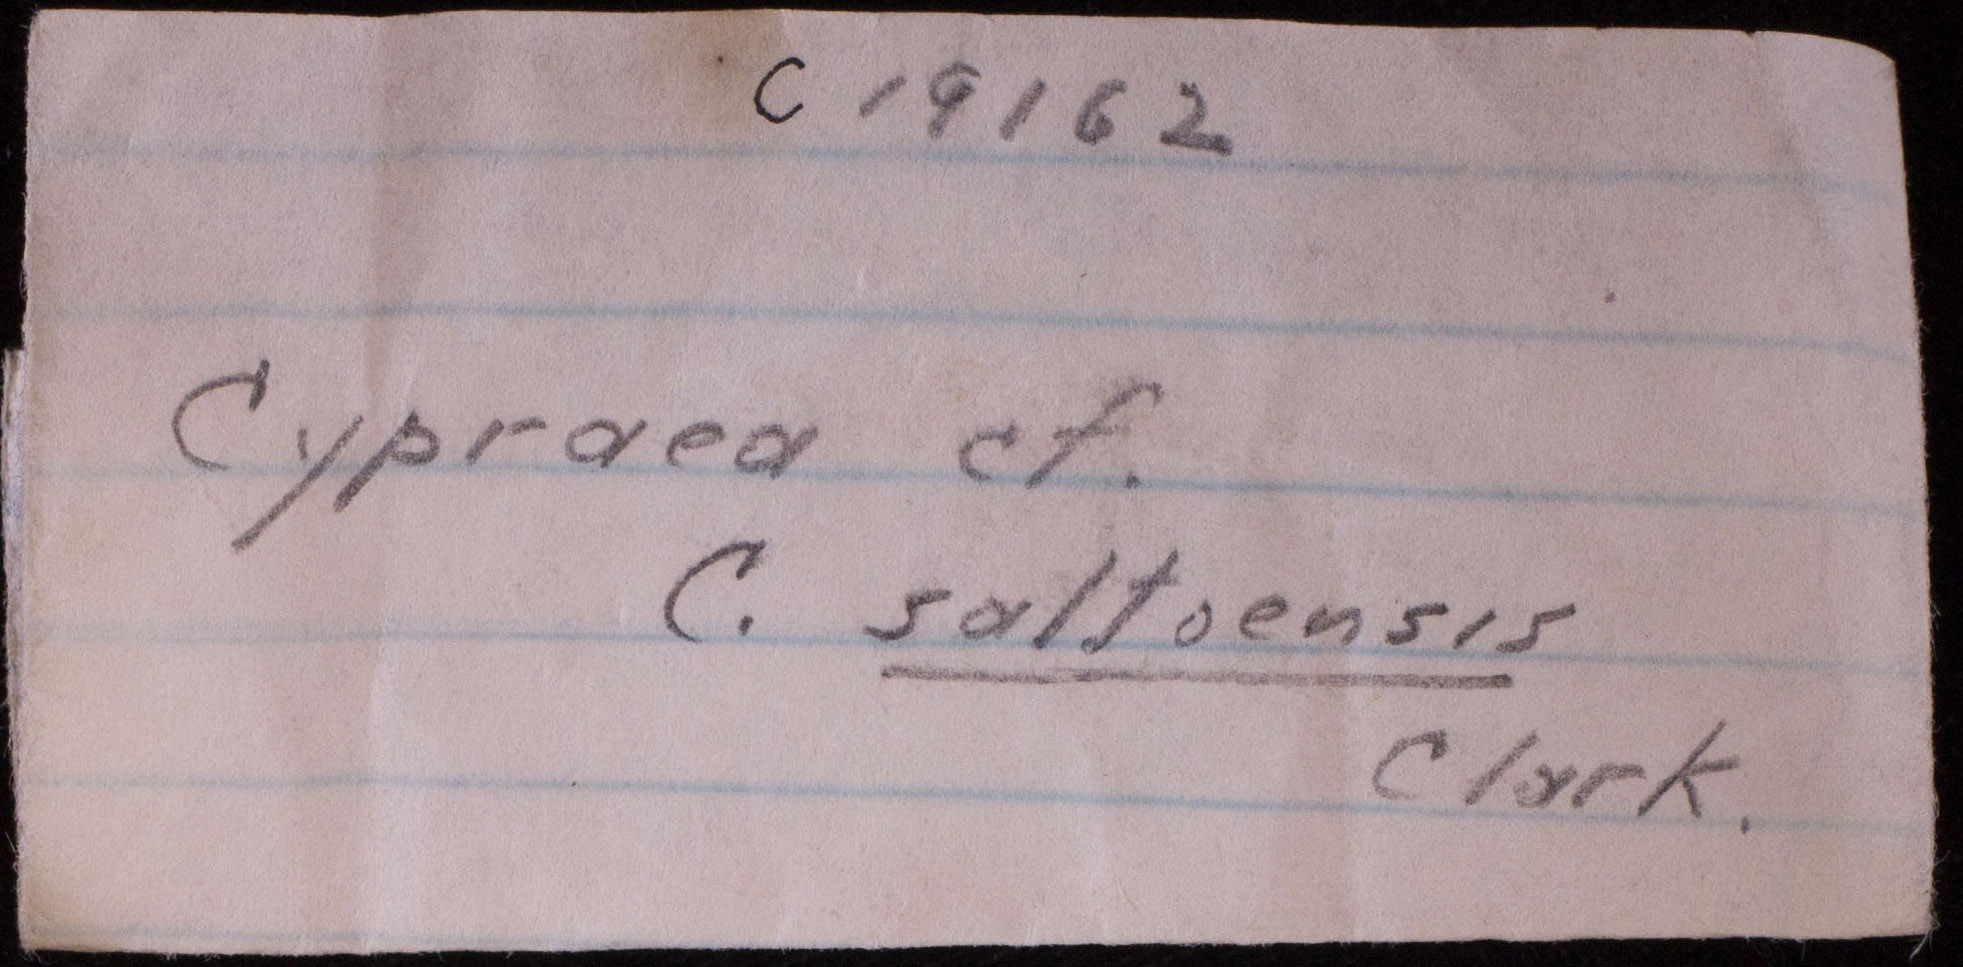 C 19162
Cypraea cf.
C. saltoensis
Clark.